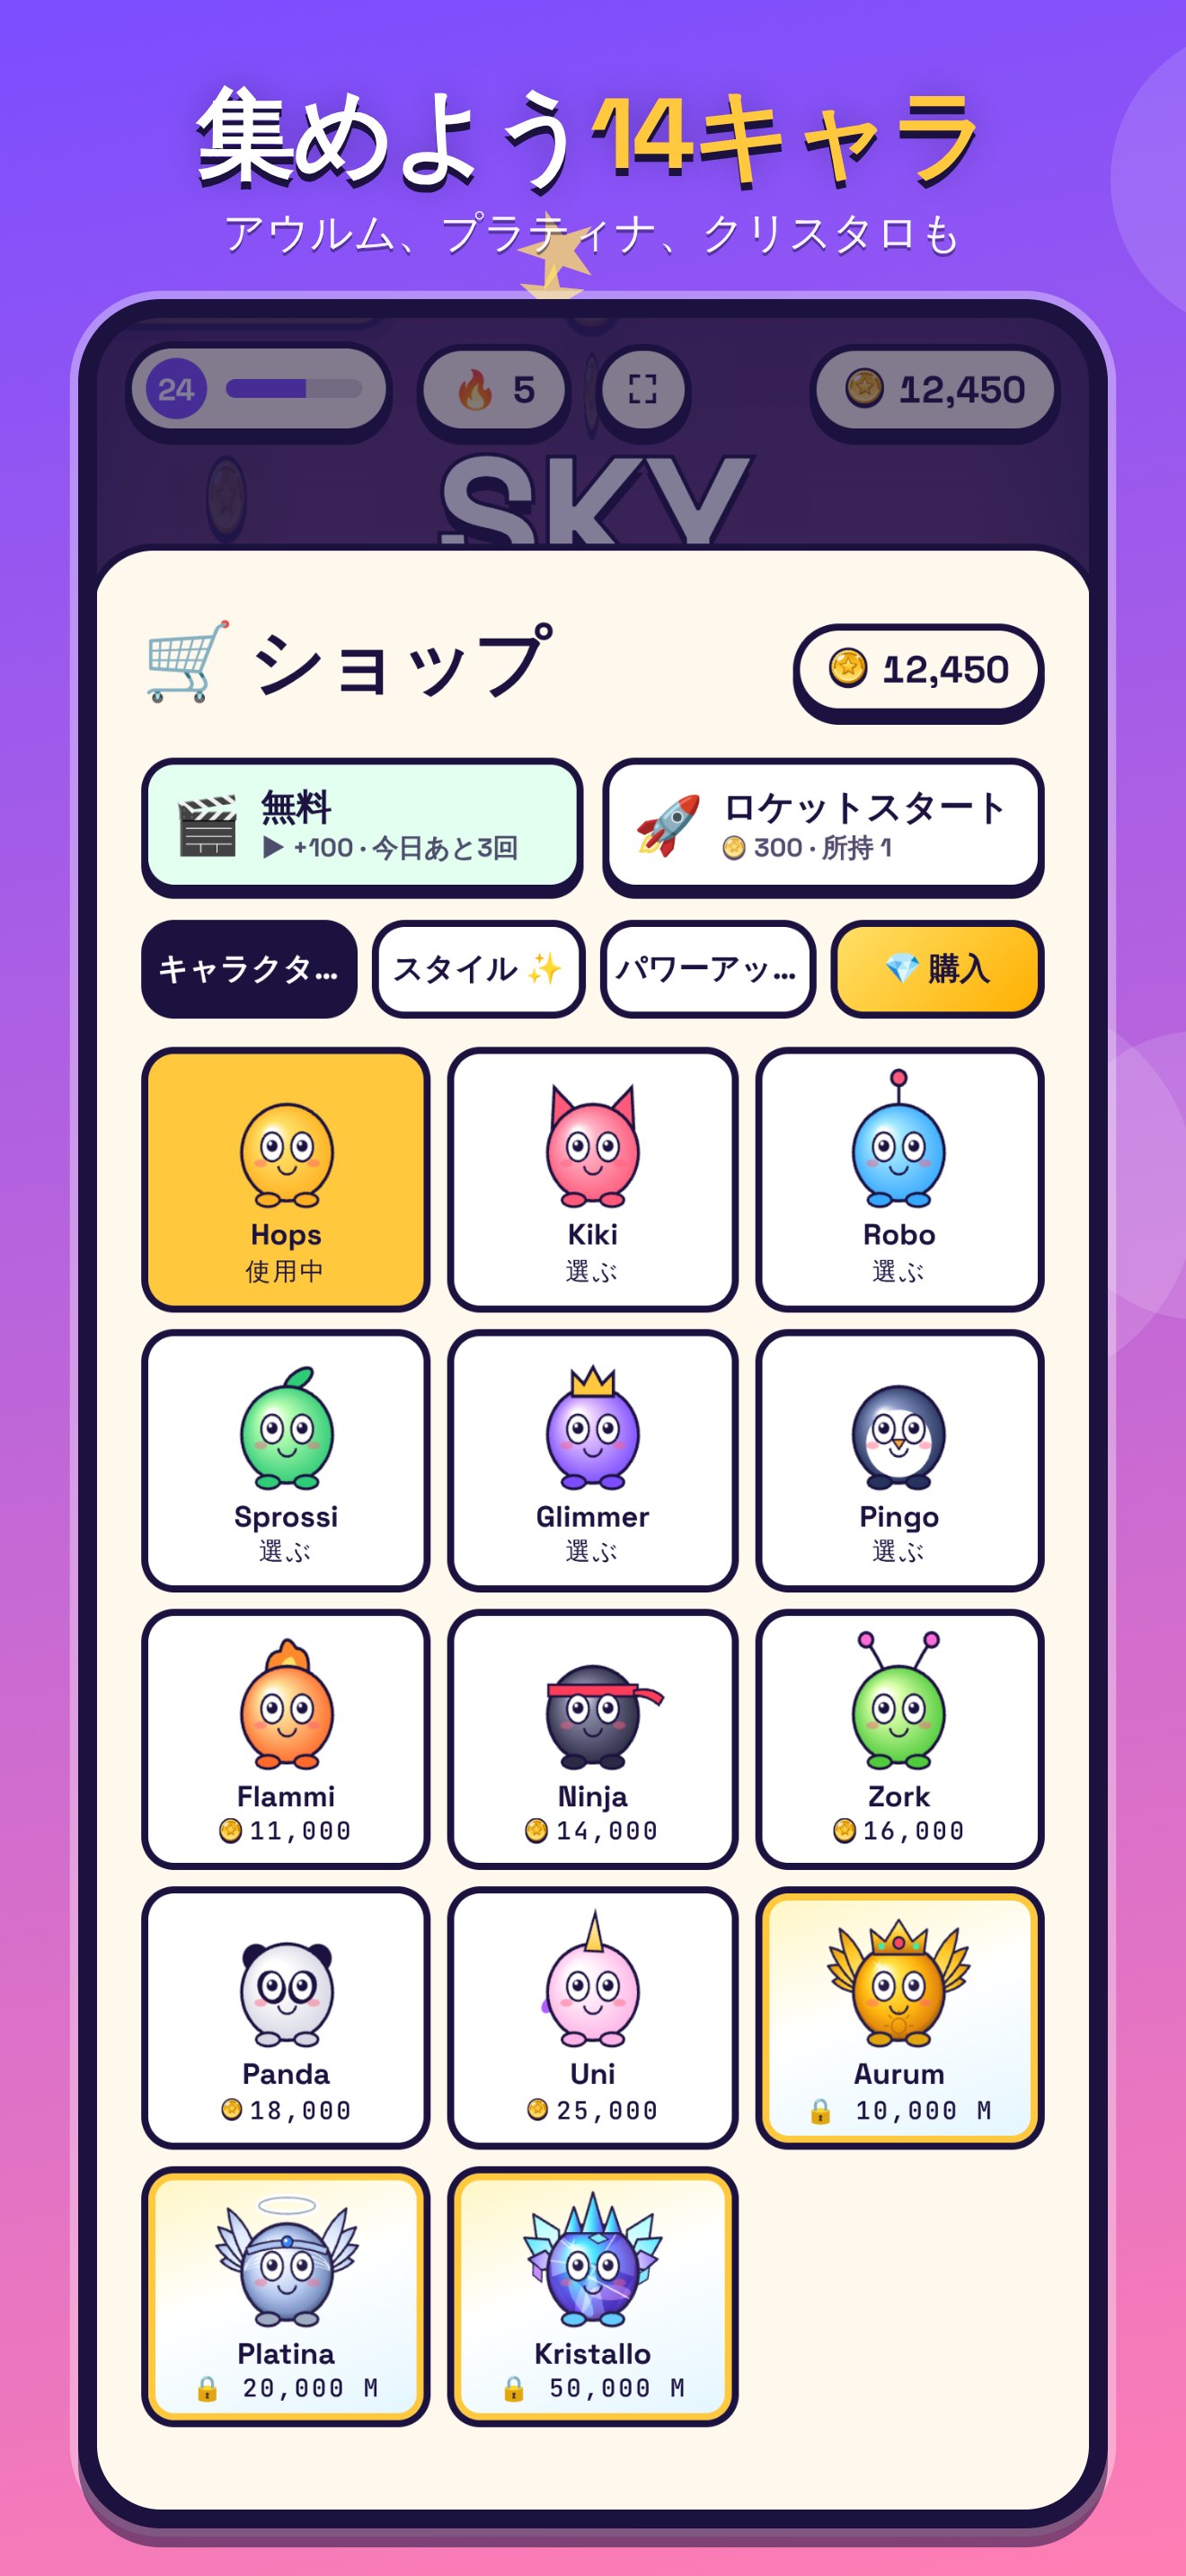 集めよう14キャラ
アウルム、プラティナ、クリスタロも
24
5
12,450
SKY
ショップ
12,450
無料
▶ +100 · 今日あと3回
ロケットスタート
300 · 所持 1
キャラクタ…
スタイル ✨
パワーアッ…
💎 購入
Hops
使用中
Kiki
選ぶ
Robo
選ぶ
Sprossi
選ぶ
Glimmer
選ぶ
Pingo
選ぶ
Flammi
11,000
Ninja
14,000
Zork
16,000
Panda
18,000
Uni
25,000
Aurum
🔒 10,000 M
Platina
🔒 20,000 M
Kristallo
🔒 50,000 M